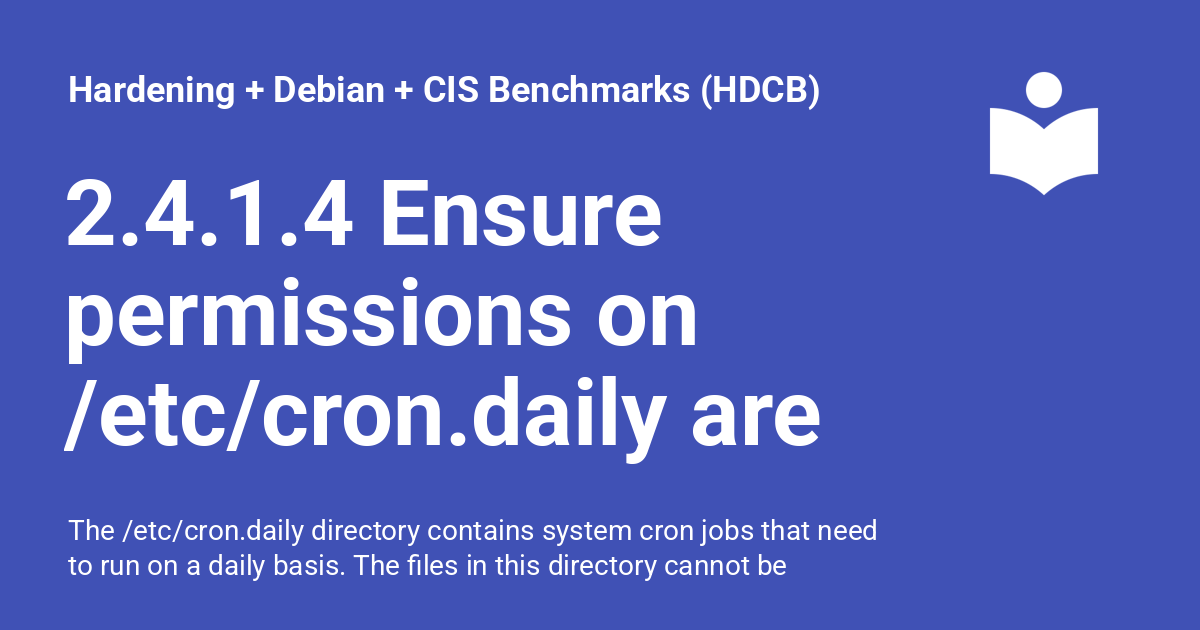 Hardening + Debian + CIS Benchmarks (HDCB)
2.4.1.4 Ensure
permissions on
/etc/cron.daily are
The /etc/cron.daily directory contains system cron jobs that need
to run on a daily basis. The files in this directory cannot be